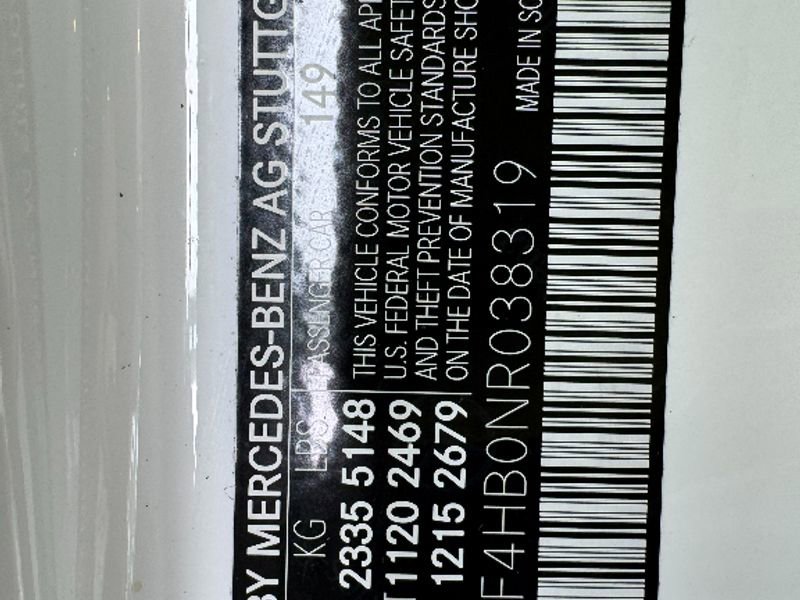 BY MERCEDES-BENZ AG STUTTG
KG LBS PASSENGER CAR 149
2335 5148 THIS VEHICLE CONFORMS TO ALL APP
T1120 2469 U.S. FEDERAL MOTOR VEHICLE SAFET
AND THEFT PREVENTION STANDARDS
1215 2679 ON THE DATE OF MANUFACTURE SHO
F4HB0NR038319 MADE IN SO